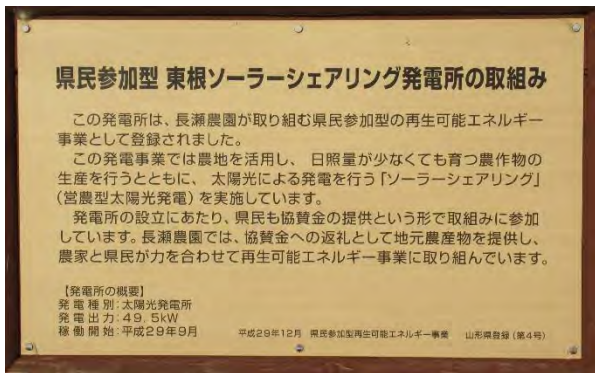 県民参加型 東根ソーラーシェアリング発電所の取組み
この発電所は、長瀬農園が取り組む県民参加型の再生可能エネルギー
事業として登録されました。
この発電事業では農地を活用し、日照量が少なくても育つ農作物の
生産を行うとともに、太陽光による発電を行う「ソーラーシェアリング」
(営農型太陽光発電)を実施しています。
発電所の設立にあたり、県民も協賛金の提供という形で取組みに参加
しています。長瀬農園では、協賛金への返礼として地元農産物を提供し、
農家と県民が力を合わせて再生可能エネルギー事業に取り組んでいます。
【発電所の概要】
発電種別:太陽光発電所
発電出力:49.5kW
稼働開始:平成29年9月
平成29年12月 県民参加型再生可能エネルギー事業 山形県登録(第4号)